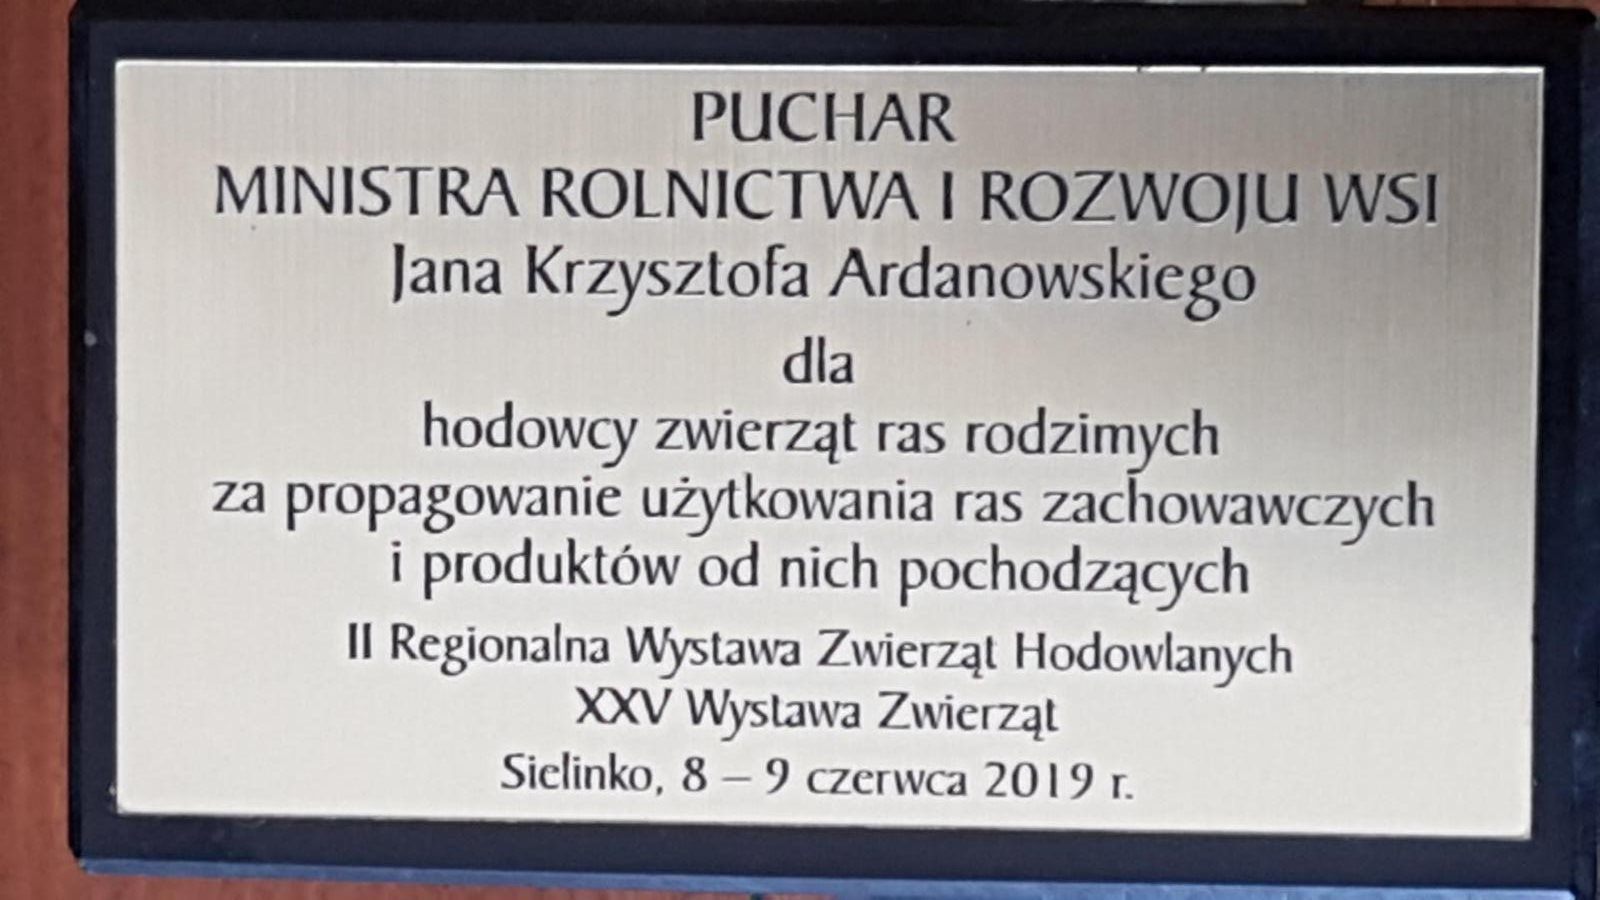 PUCHAR
MINISTRA ROLNICTWA I ROZWOJU WSI
Jana Krzysztofa Ardanowskiego
dla
hodowcy zwierząt ras rodzimych
za propagowanie użytkowania ras zachowawczych
i produktów od nich pochodzących
II Regionalna Wystawa Zwierząt Hodowlanych
XXV Wystawa Zwierząt
Sielinko, 8 – 9 czerwca 2019 r.